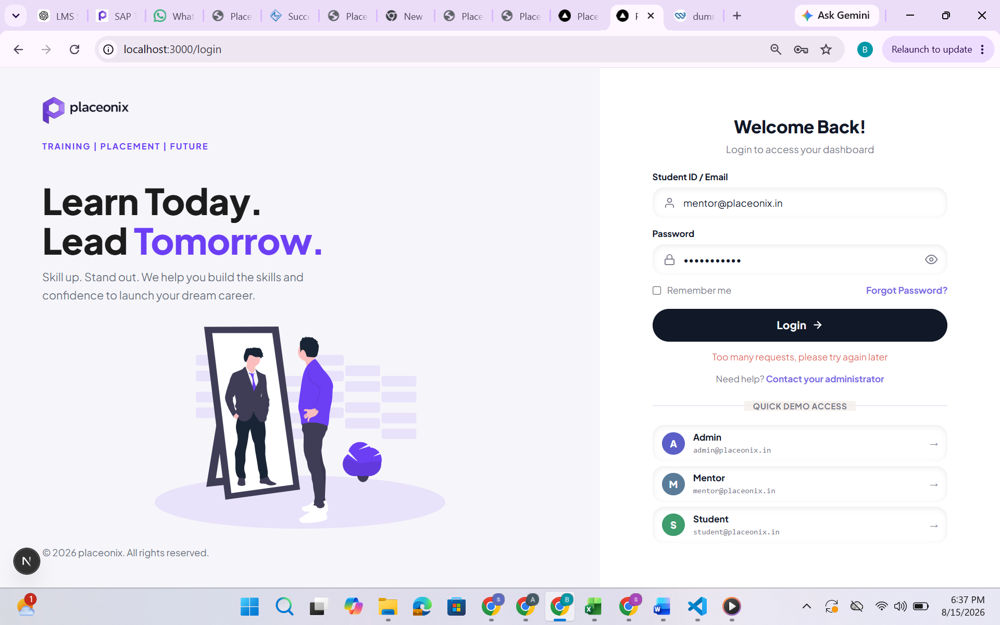 LMS
SAP
What
Place
Succ
Place
New
Place
Place
Place
F
dum
Ask Gemini
localhost:3000/login
B
Relaunch to update
placeonix
TRAINING | PLACEMENT | FUTURE
Learn Today.
Lead Tomorrow.
Skill up. Stand out. We help you build the skills and
confidence to launch your dream career.
© 2026 placeonix. All rights reserved.
N
Welcome Back!
Login to access your dashboard
Student ID / Email
mentor@placeonix.in
Password
•••••••••••
Remember me
Forgot Password?
Login →
Too many requests, please try again later
Need help? Contact your administrator
QUICK DEMO ACCESS
A
Admin
admin@placeonix.in
→
M
Mentor
mentor@placeonix.in
→
S
Student
student@placeonix.in
→
1
S
A
B
S
6:37 PM
8/15/2026